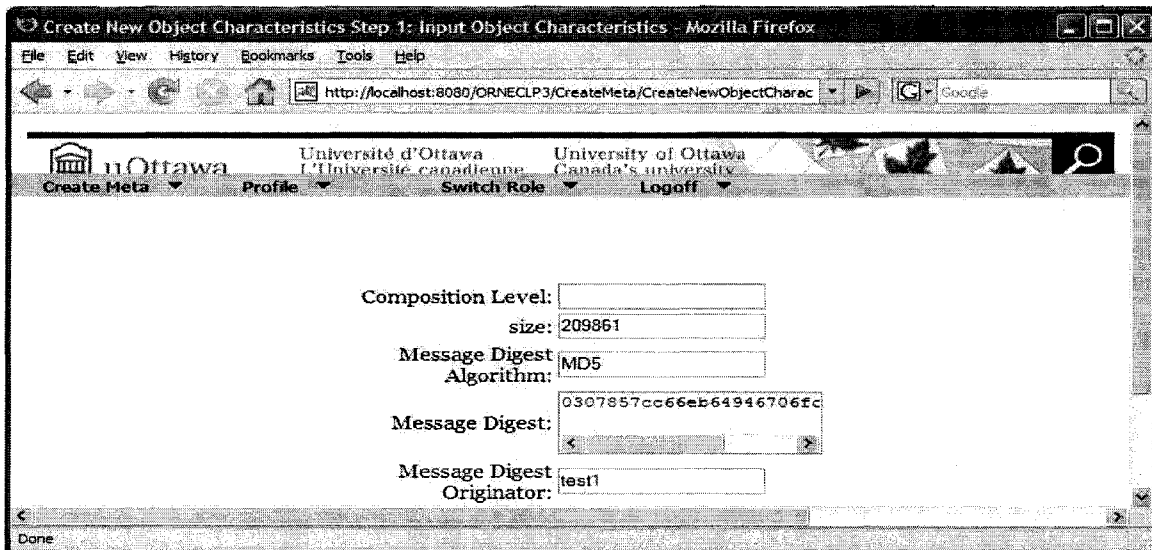 Create New Object Characteristics Step 1: Input Object Characteristics - Mozilla Firefox
File Edit View History Bookmarks Tools Help
http://localhost:8080/ORNECLP3/CreateMeta/CreateNewObjectCharac
G Google
uOttawa
Université d'Ottawa University of Ottawa
L'Université canadienne Canada's university
Create Meta Profile Switch Role Logoff
Composition Level:
size: 209861
Message Digest
Algorithm: MD5
Message Digest: 0307857cc66eb64946706fc
Message Digest
Originator: test1
Done